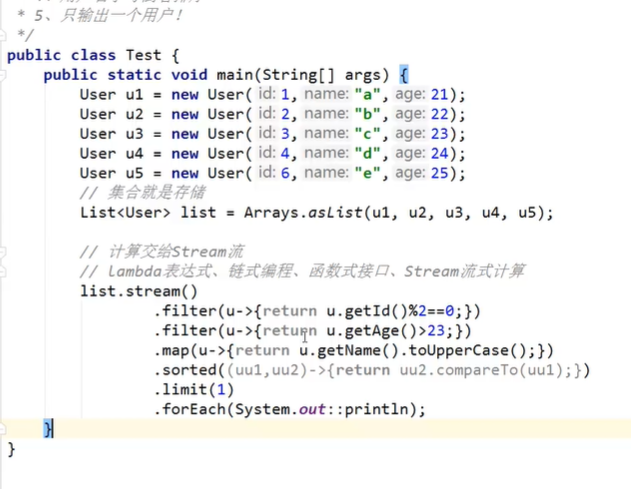 * 5、只输出一个用户！
*/
public class Test {
public static void main(String[] args) {
User u1 = new User( id: 1, name: "a", age: 21);
User u2 = new User( id: 2, name: "b", age: 22);
User u3 = new User( id: 3, name: "c", age: 23);
User u4 = new User( id: 4, name: "d", age: 24);
User u5 = new User( id: 6, name: "e", age: 25);
// 集合就是存储
List<User> list = Arrays.asList(u1, u2, u3, u4, u5);
// 计算交给Stream流
// Lambda表达式、链式编程、函数式接口、Stream流式计算
list.stream()
.filter(u->{return u.getId()%2==0;})
.filter(u->{return u.getAge()>23;})
.map(u->{return u.getName().toUpperCase();})
.sorted((uu1,uu2)->{return uu2.compareTo(uu1);})
.limit(1)
.forEach(System.out::println);
}
}